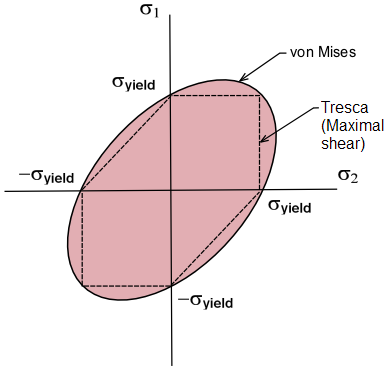 σ1
von Mises
σyield
Tresca
(Maximal
shear)
−σyield
σ2
σyield
−σyield